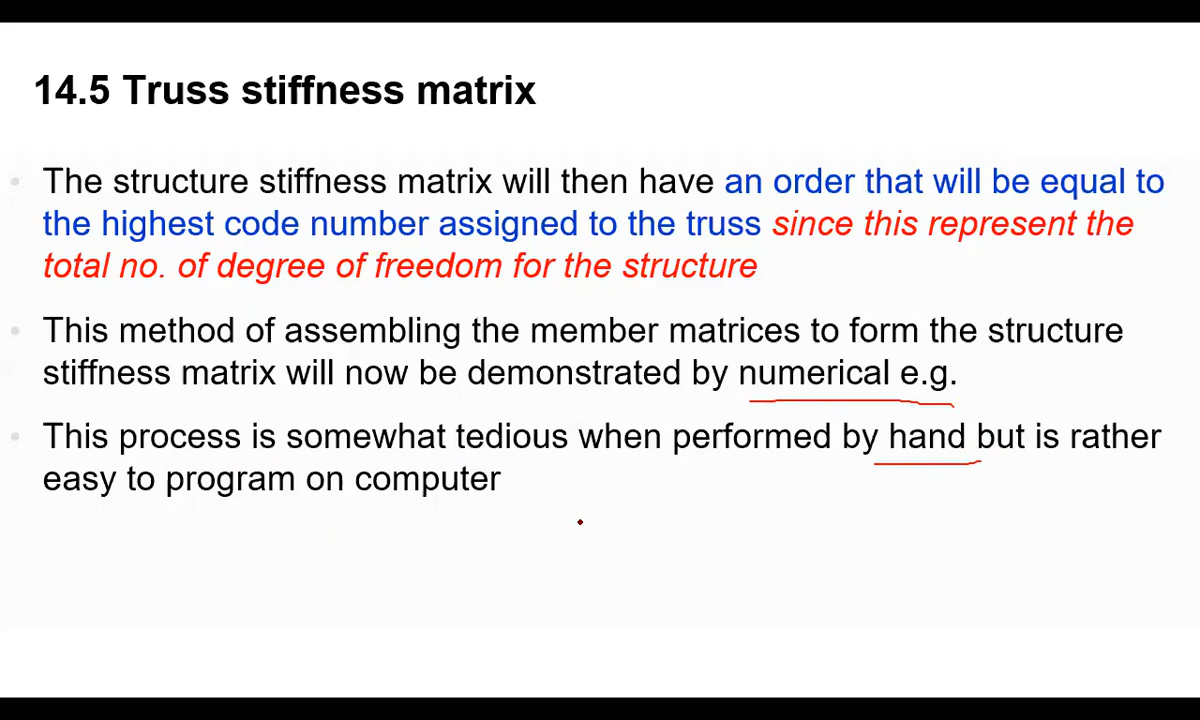 14.5 Truss stiffness matrix
The structure stiffness matrix will then have an order that will be equal to
the highest code number assigned to the truss since this represent the
total no. of degree of freedom for the structure
This method of assembling the member matrices to form the structure
stiffness matrix will now be demonstrated by numerical e.g.
This process is somewhat tedious when performed by hand but is rather
easy to program on computer